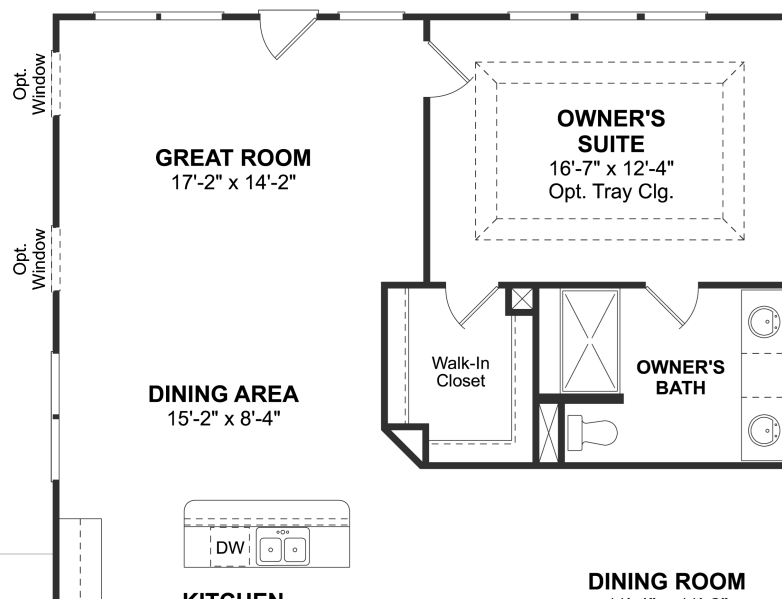 Opt.
Window
GREAT ROOM
17'-2" x 14'-2"
OWNER'S
SUITE
16'-7" x 12'-4"
Opt. Tray Clg.
Opt.
Window
Walk-In
Closet
OWNER'S
BATH
DINING AREA
15'-2" x 8'-4"
DW
KITCHEN
DINING ROOM